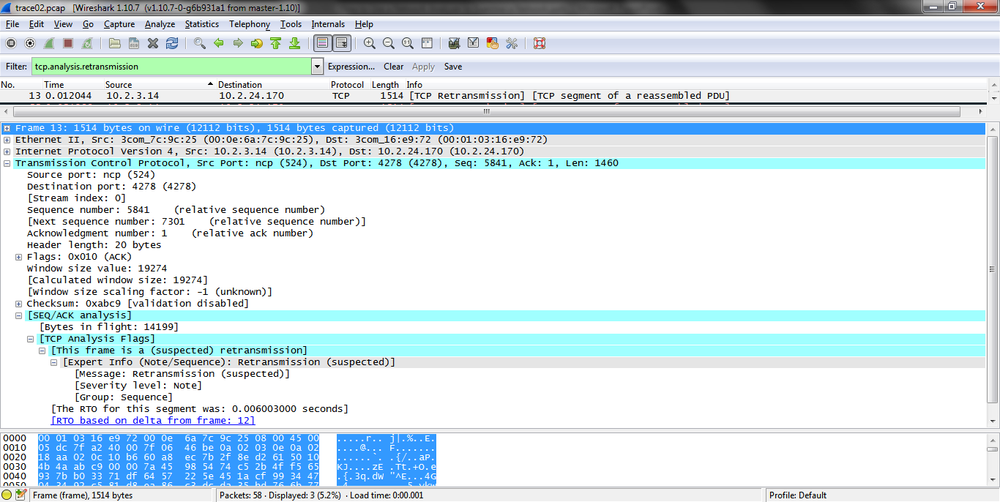 trace02.pcap [Wireshark 1.10.7 (v1.10.7-0-g6b931a1 from master-1.10)]
File Edit View Go Capture Analyze Statistics Telephony Tools Internals Help
Filter: tcp.analysis.retransmission Expression... Clear Apply Save
No. Time Source Destination Protocol Length Info
13 0.012044 10.2.3.14 10.2.24.170 TCP 1514 [TCP Retransmission] [TCP segment of a reassembled PDU]
Frame 13: 1514 bytes on wire (12112 bits), 1514 bytes captured (12112 bits)
Ethernet II, Src: 3com_7c:9c:25 (00:0e:6a:7c:9c:25), Dst: 3com_16:e9:72 (00:01:03:16:e9:72)
Internet Protocol Version 4, Src: 10.2.3.14 (10.2.3.14), Dst: 10.2.24.170 (10.2.24.170)
Transmission Control Protocol, Src Port: ncp (524), Dst Port: 4278 (4278), Seq: 5841, Ack: 1, Len: 1460
Source port: ncp (524)
Destination port: 4278 (4278)
[Stream index: 0]
Sequence number: 5841 (relative sequence number)
[Next sequence number: 7301 (relative sequence number)]
Acknowledgment number: 1 (relative ack number)
Header length: 20 bytes
Flags: 0x010 (ACK)
Window size value: 19274
[Calculated window size: 19274]
[Window size scaling factor: -1 (unknown)]
Checksum: 0xabc9 [validation disabled]
[SEQ/ACK analysis]
[Bytes in flight: 14199]
[TCP Analysis Flags]
[This frame is a (suspected) retransmission]
[Expert Info (Note/Sequence): Retransmission (suspected)]
[Message: Retransmission (suspected)]
[Severity level: Note]
[Group: Sequence]
[The RTO for this segment was: 0.006003000 seconds]
[RTO based on delta from frame: 12]
0000 00 01 03 16 e9 72 00 0e 6a 7c 9c 25 08 00 45 00 .....r.. j|.%..E.
0010 05 dc 7f a2 40 00 7f 06 46 be 0a 02 03 0e 0a 02 ....@... F.......
0020 18 aa 02 0c 10 b6 60 a8 ec 7b 2f 8e d2 61 50 10 ......`. .{/..aP.
0030 4b 4a ab c9 00 00 7a 45 98 54 74 c5 2b 4f f5 65 KJ....zE .Tt.+O.e
0040 93 7b b0 33 71 df 64 57 22 5e 45 1a cf 99 34 47 .{.3q.dW "^E...4G
Frame (frame), 1514 bytes Packets: 58 · Displayed: 3 (5.2%) · Load time: 0:00.001 Profile: Default